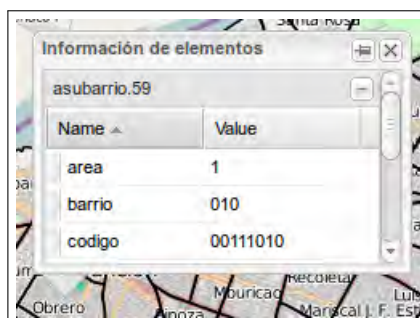 Santa Rosa
Información de elementos
asubarrio.59
Name
Value
area
1
barrio
010
codigo
00111010
Recoleta
Mouricao
Luis
Obrero
Mariscal J. F. Est